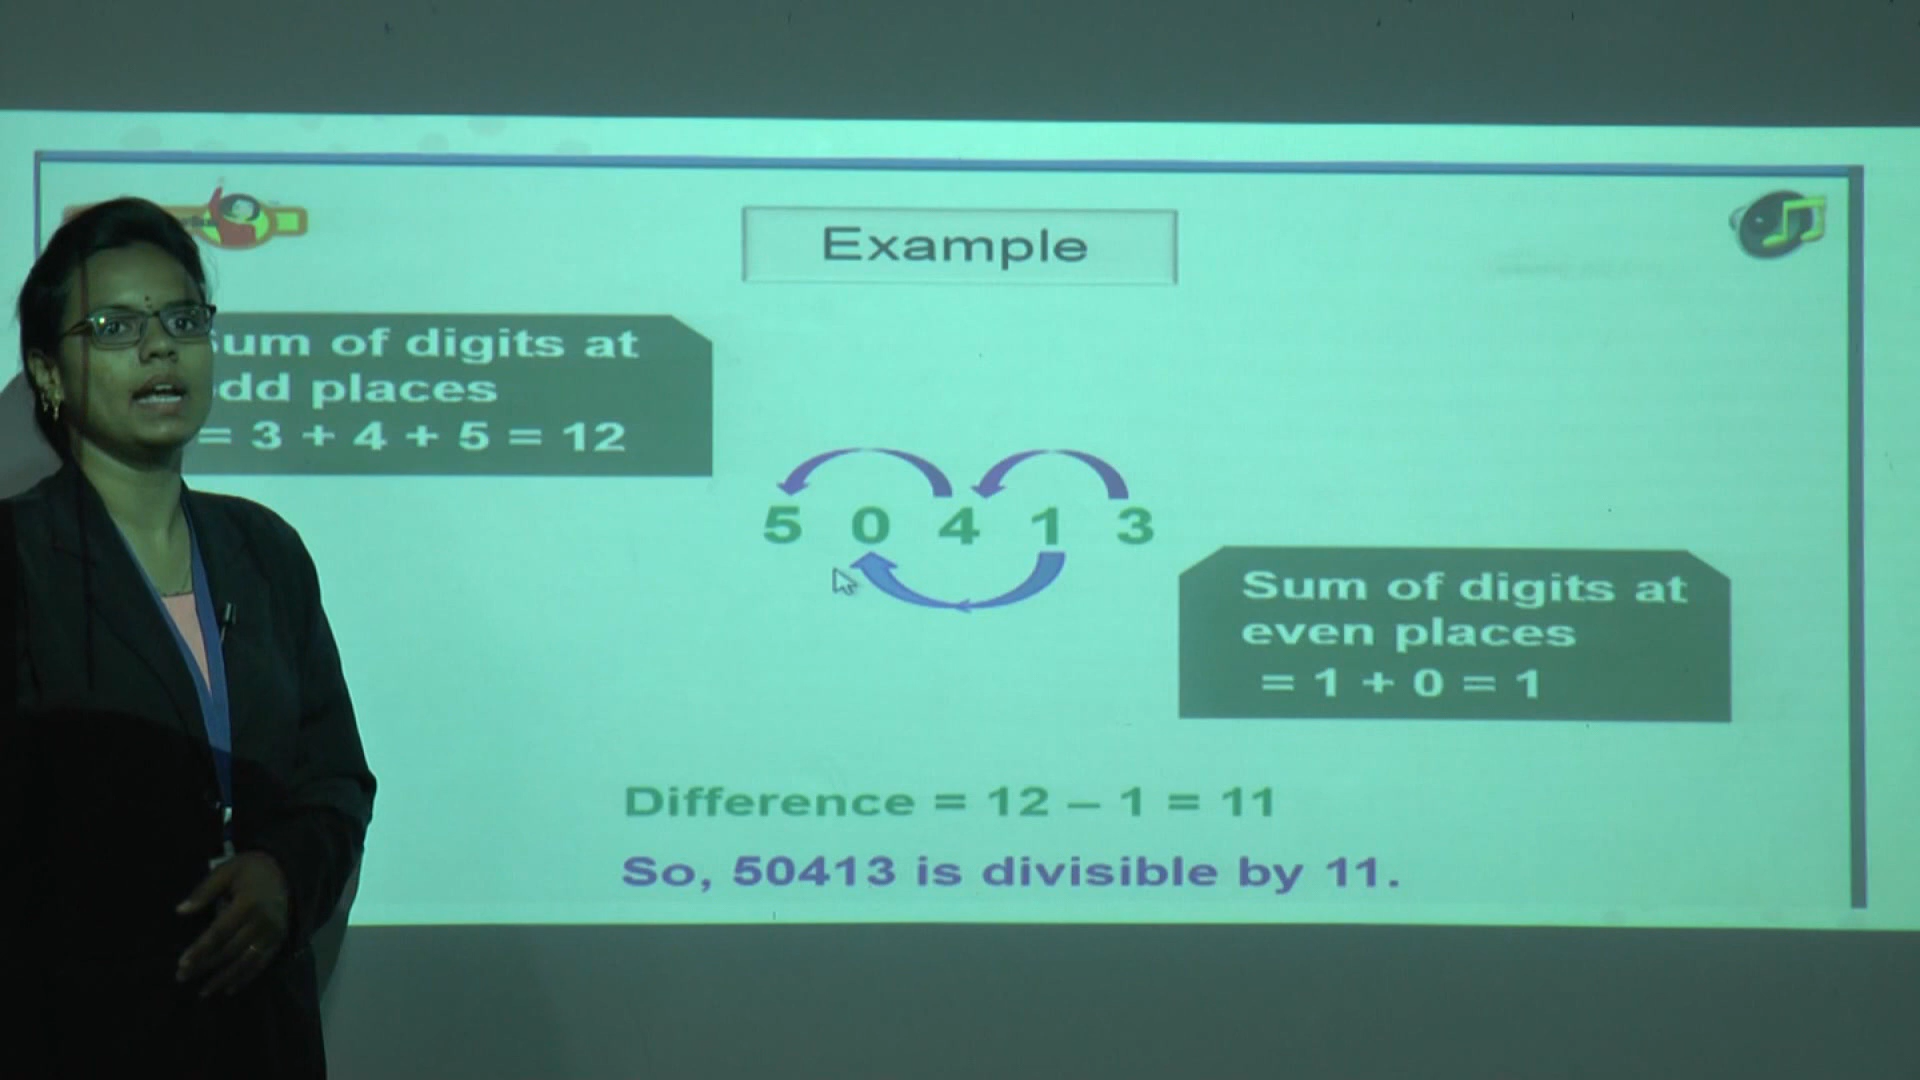 Example
um of digits at
dd places
= 3 + 4 + 5 = 12
5 0 4 1 3
Sum of digits at
even places
= 1 + 0 = 1
Difference = 12 – 1 = 11
So, 50413 is divisible by 11.